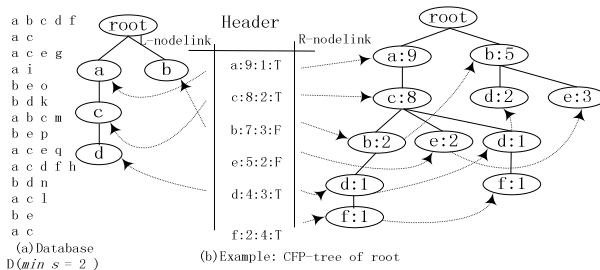 Header
root
root
L-nodelink
R-nodelink
a b c d f
a c
a c e g
a i
b e o
b d k
a b c m
b e p
a c e q
a c d f h
b d n
a c l
b e
a c
(a)Database
D(min s = 2 )
a
b
c
d
a:9:1:T
c:8:2:T
b:7:3:F
e:5:2:F
d:4:3:T
f:2:4:T
a:9
b:5
c:8
d:2
e:3
b:2
e:2
d:1
d:1
f:1
f:1
(b)Example: CFP-tree of root